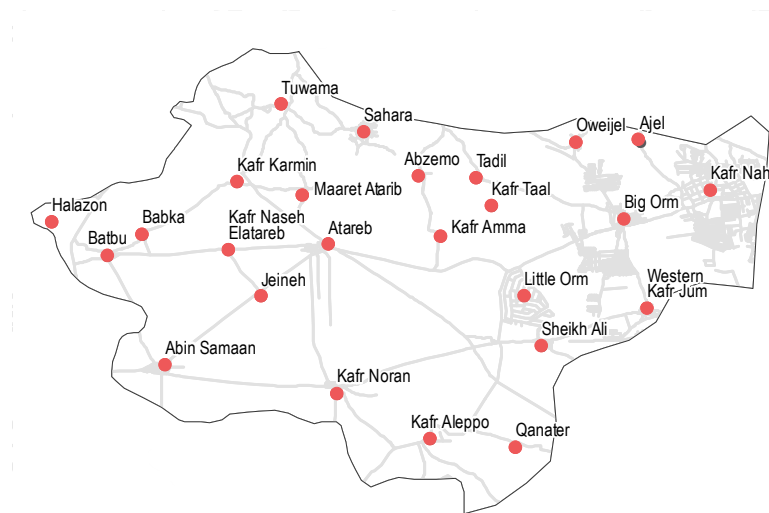 Tuwama
Sahara
Oweijel
Ajel
Kafr Karmin
Abzemo
Tadil
Kafr Nah
Maaret Atarib
Kafr Taal
Halazon
Babka
Kafr Naseh
Elatareb
Atareb
Kafr Amma
Big Orm
Batbu
Jeineh
Little Orm
Western
Kafr Jum
Sheikh Ali
Abin Samaan
Kafr Noran
Kafr Aleppo
Qanater